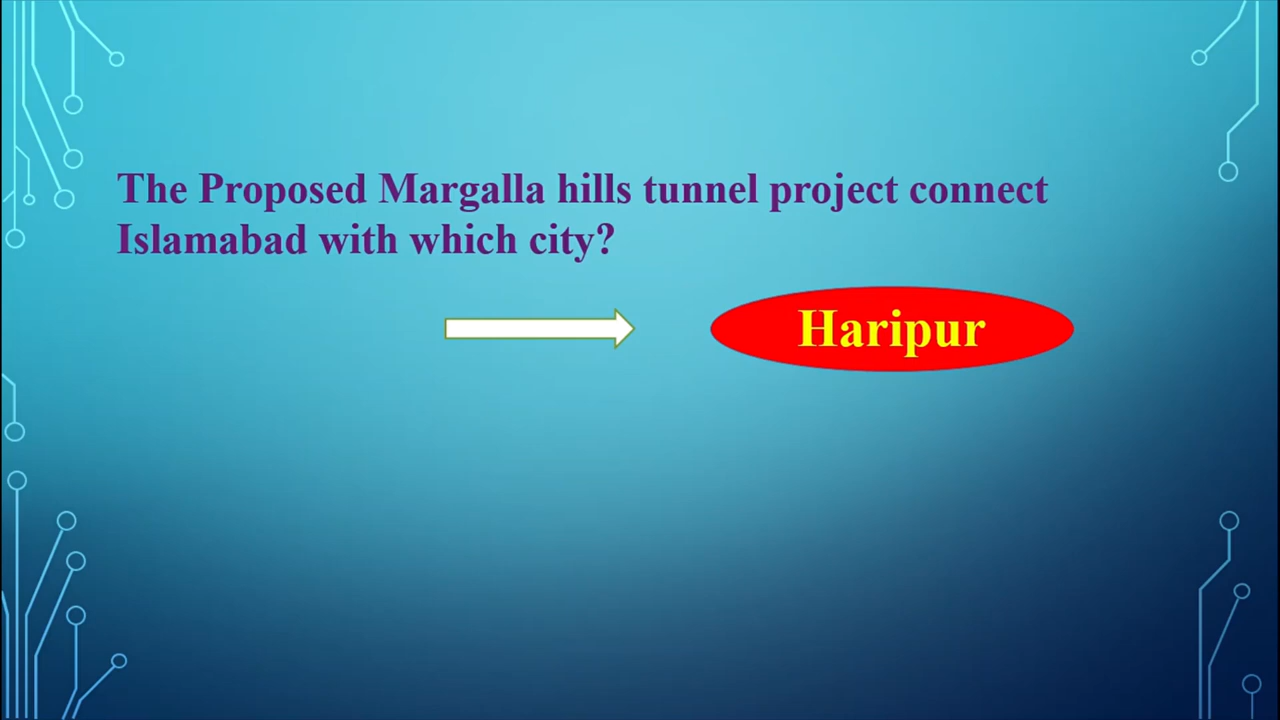 The Proposed Margalla hills tunnel project connect
Islamabad with which city?
Haripur